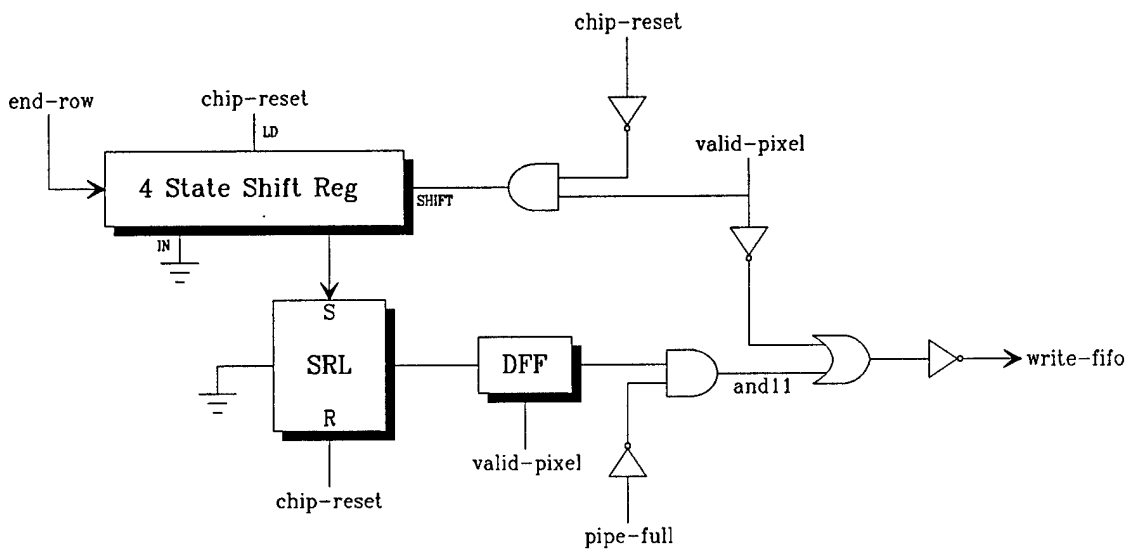 chip-reset
end-row
chip-reset
LD
valid-pixel
4 State Shift Reg
SHIFT
IN
S
SRL
R
DFF
and11
write-fifo
valid-pixel
chip-reset
pipe-full